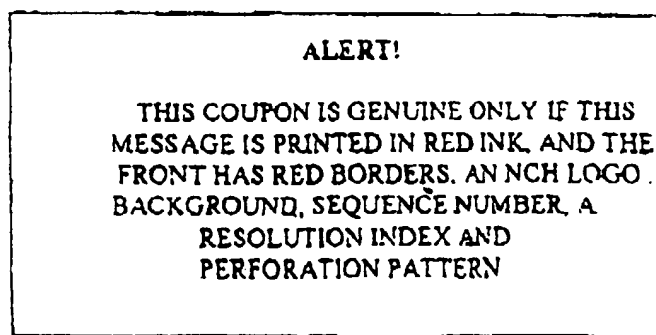 ALERT!
THIS COUPON IS GENUINE ONLY IF THIS
MESSAGE IS PRINTED IN RED INK, AND THE
FRONT HAS RED BORDERS. AN NCH LOGO
BACKGROUND, SEQUENCE NUMBER, A
RESOLUTION INDEX AND
PERFORATION PATTERN